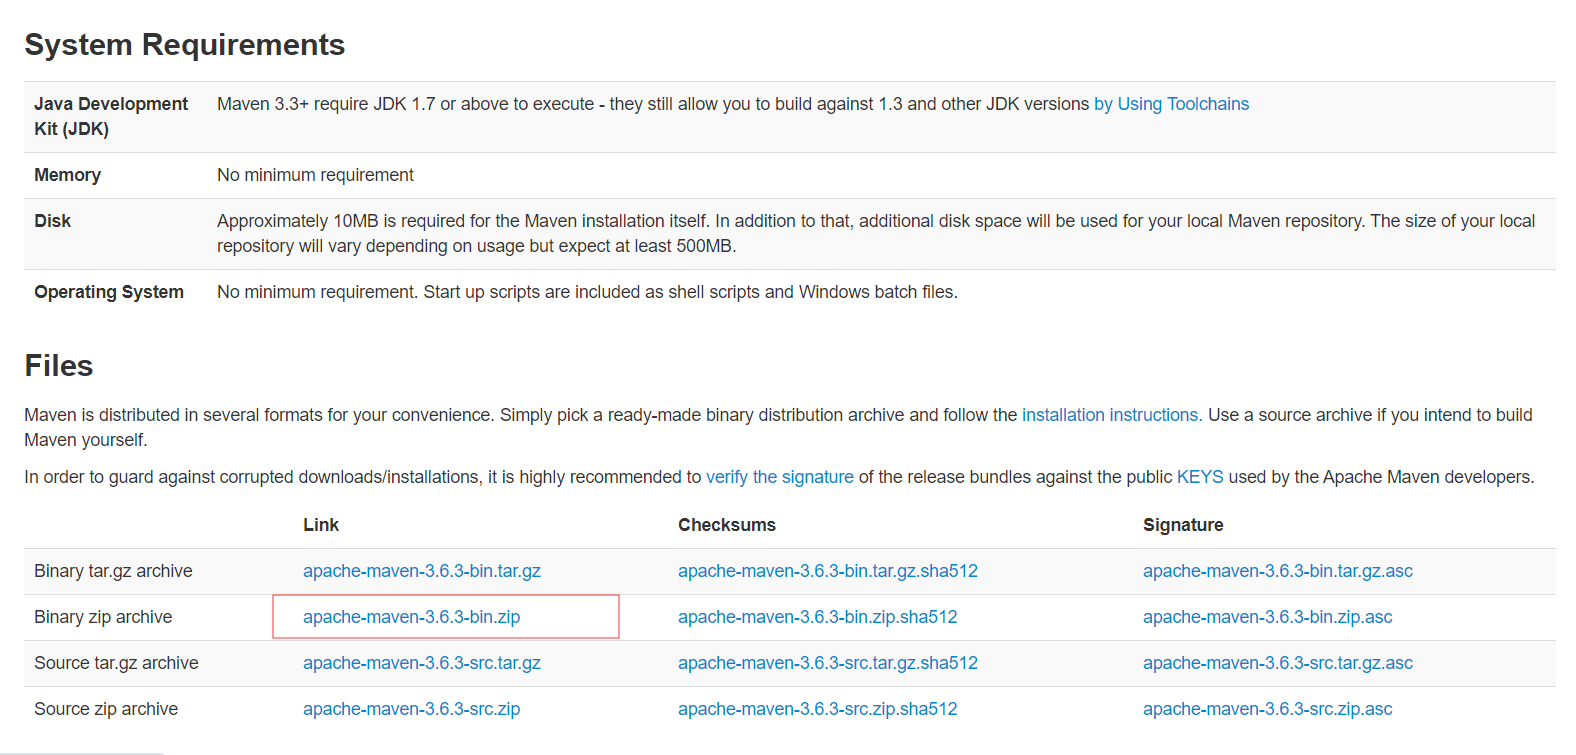 System Requirements
Java Development Kit (JDK)
Maven 3.3+ require JDK 1.7 or above to execute - they still allow you to build against 1.3 and other JDK versions by Using Toolchains
Memory No minimum requirement
Disk Approximately 10MB is required for the Maven installation itself. In addition to that, additional disk space will be used for your local Maven repository. The size of your local
repository will vary depending on usage but expect at least 500MB.
Operating System No minimum requirement. Start up scripts are included as shell scripts and Windows batch files.
Files
Maven is distributed in several formats for your convenience. Simply pick a ready-made binary distribution archive and follow the installation instructions. Use a source archive if you intend to build
Maven yourself.
In order to guard against corrupted downloads/installations, it is highly recommended to verify the signature of the release bundles against the public KEYS used by the Apache Maven developers.
Link Checksums Signature
Binary tar.gz archive apache-maven-3.6.3-bin.tar.gz apache-maven-3.6.3-bin.tar.gz.sha512 apache-maven-3.6.3-bin.tar.gz.asc
Binary zip archive apache-maven-3.6.3-bin.zip apache-maven-3.6.3-bin.zip.sha512 apache-maven-3.6.3-bin.zip.asc
Source tar.gz archive apache-maven-3.6.3-src.tar.gz apache-maven-3.6.3-src.tar.gz.sha512 apache-maven-3.6.3-src.tar.gz.asc
Source zip archive apache-maven-3.6.3-src.zip apache-maven-3.6.3-src.zip.sha512 apache-maven-3.6.3-src.zip.asc